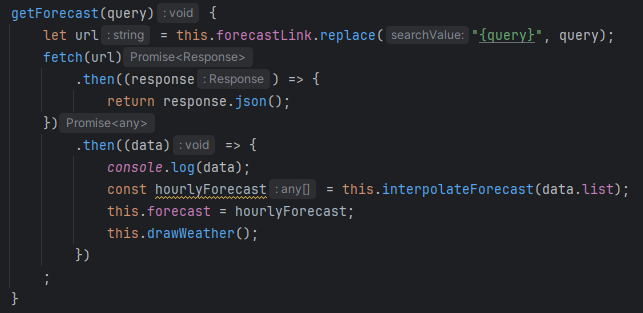 getForecast(query) : void {
let url : string = this.forecastLink.replace( searchValue: "{query}", query);
fetch(url) Promise<Response>
.then((response : Response ) => {
return response.json();
}) Promise<any>
.then((data) : void => {
console.log(data);
const hourlyForecast : any[] = this.interpolateForecast(data.list);
this.forecast = hourlyForecast;
this.drawWeather();
})
;
}